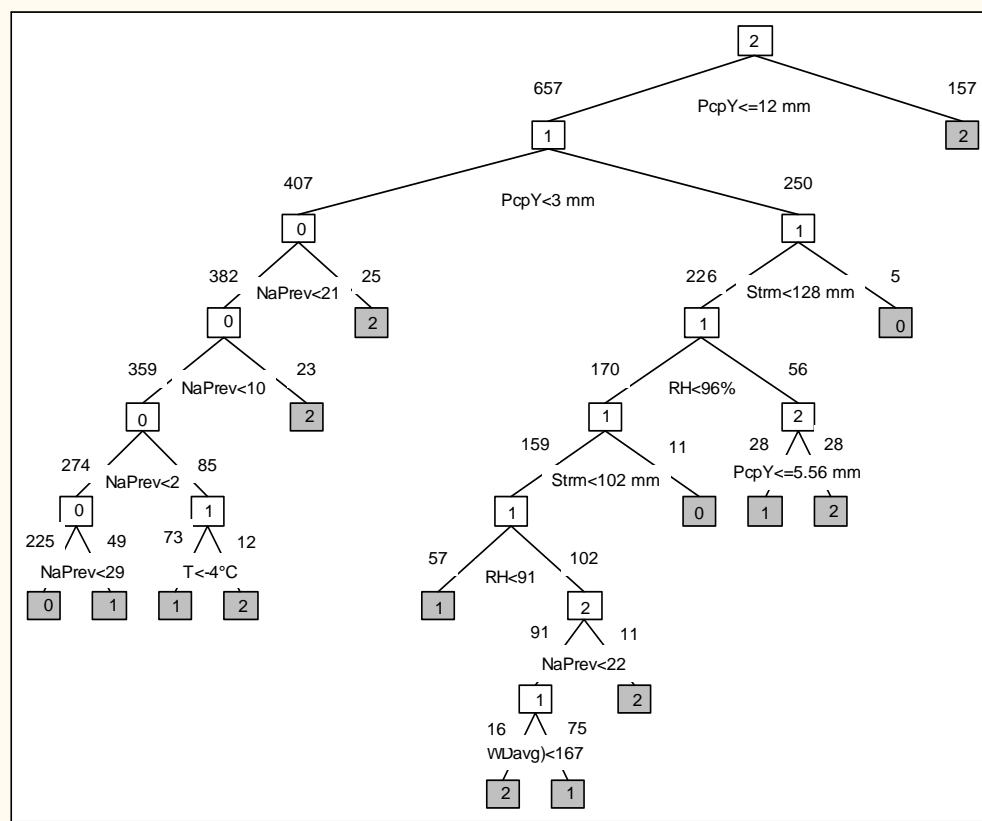 2
657 157
PcpY<=12 mm
1 2
407 250
PcpY<3 mm
0 1
382 25 226 5
NaPrev<21 Strm<128 mm
0 2 1 0
359 23 170 56
NaPrev<10 RH<96%
0 2 1 2
274 85 159 11 28 28
NaPrev<2 Strm<102 mm PcpY<=5.56 mm
0 1 1 0 1 2
225 49 73 12 57 102
NaPrev<29 T<-4°C RH<91
0 1 1 2 1 2
91 11
NaPrev<22
1 2
16 75
WDavg)<167
2 1